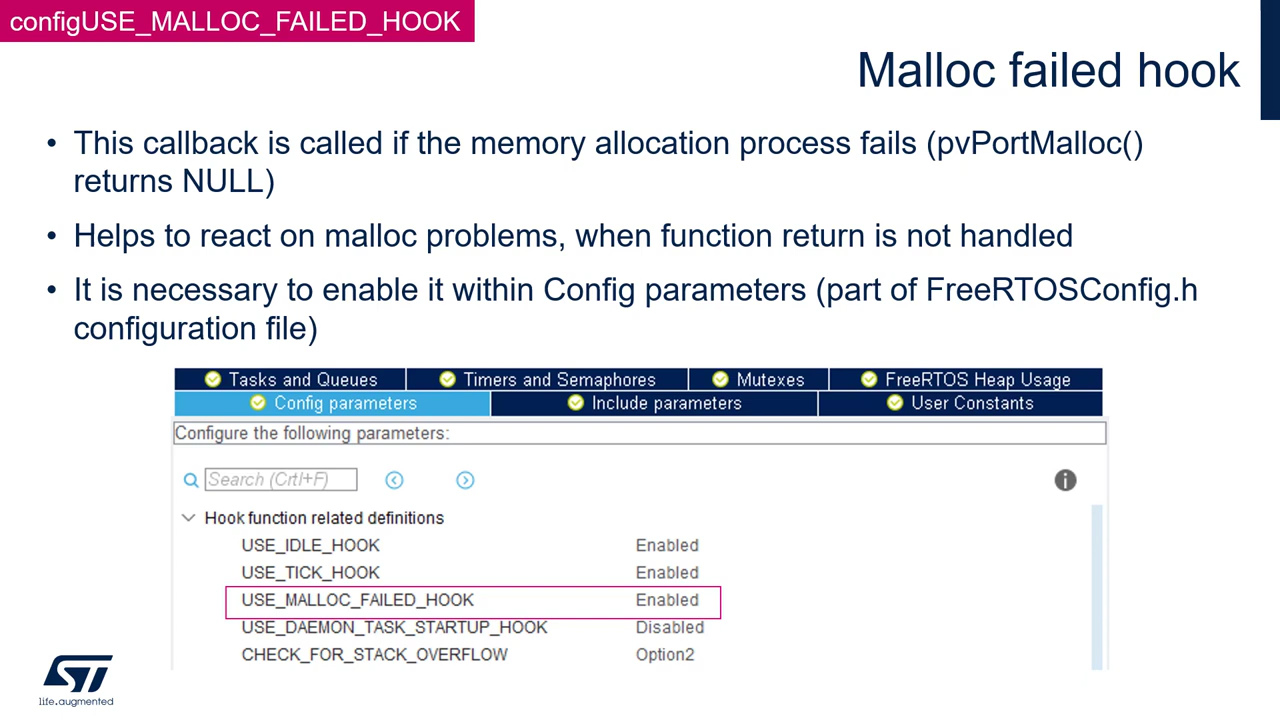 configUSE_MALLOC_FAILED_HOOK
Malloc failed hook
• This callback is called if the memory allocation process fails (pvPortMalloc()
returns NULL)
• Helps to react on malloc problems, when function return is not handled
• It is necessary to enable it within Config parameters (part of FreeRTOSConfig.h
configuration file)
Tasks and Queues Timers and Semaphores Mutexes FreeRTOS Heap Usage
Config parameters Include parameters User Constants
Configure the following parameters:
Search (Crtl+F)
Hook function related definitions
USE_IDLE_HOOK Enabled
USE_TICK_HOOK Enabled
USE_MALLOC_FAILED_HOOK Enabled
USE_DAEMON_TASK_STARTUP_HOOK Disabled
CHECK_FOR_STACK_OVERFLOW Option2
ST
life.augmented